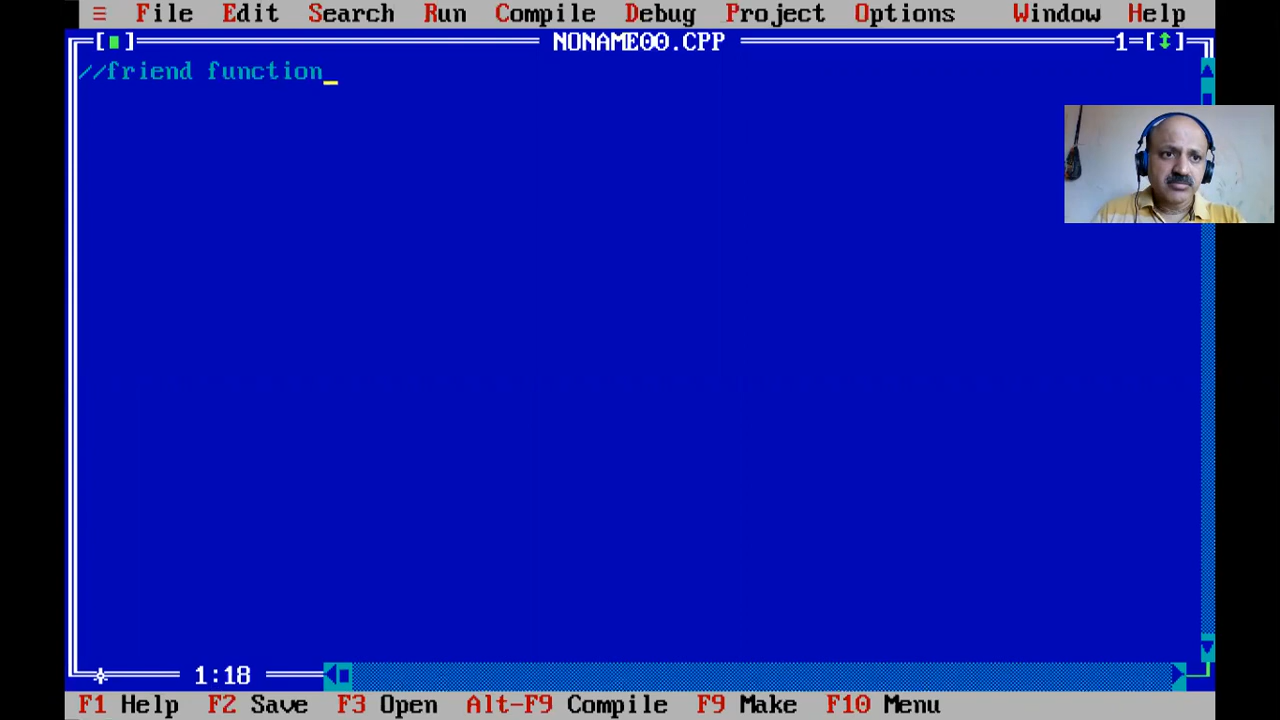 ≡ File Edit Search Run Compile Debug Project Options Window Help
NONAME00.CPP 1
//friend function_
1:18
F1 Help F2 Save F3 Open Alt-F9 Compile F9 Make F10 Menu